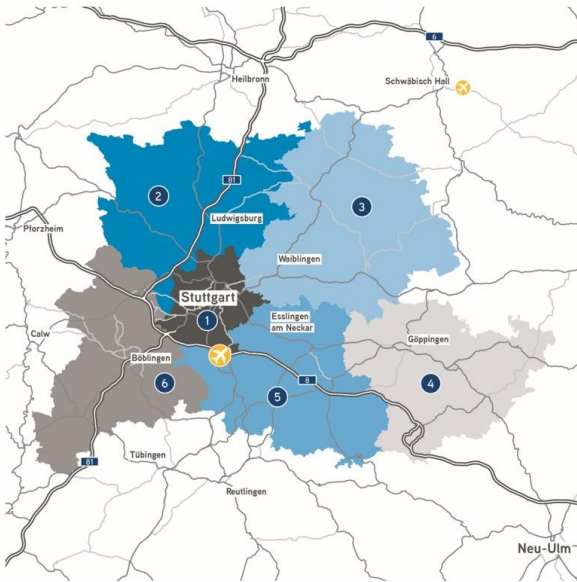 6
Heilbronn
Schwäbisch Hall
81
2
3
Ludwigsburg
Pforzheim
Waiblingen
Stuttgart
1
Esslingen
am Neckar
Göppingen
Calw
Böblingen
8
6
5
4
Tübingen
81
Reutlingen
Neu-Ulm